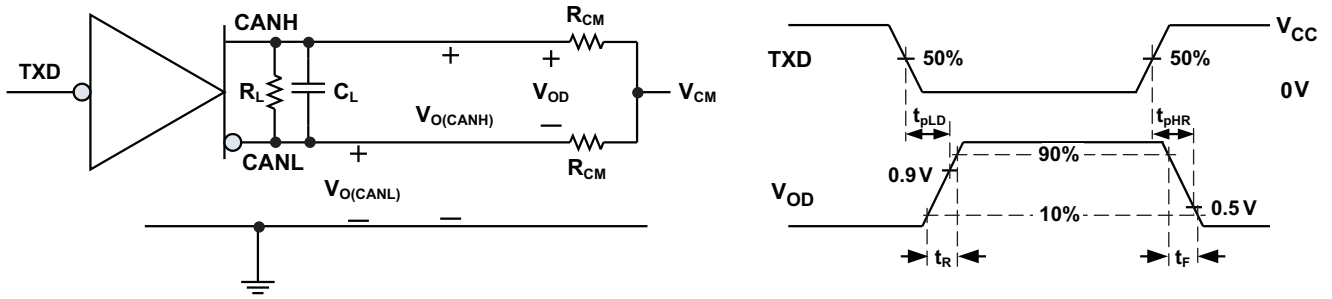 CANH
R_CM
TXD
R_L
C_L
V_OD
V_CM
V_O(CANH)
CANL
R_CM
V_O(CANL)
TXD
50%
50%
V_CC
0 V
t_pLD
t_pHR
90%
0.9 V
V_OD
10%
0.5 V
t_R
t_F